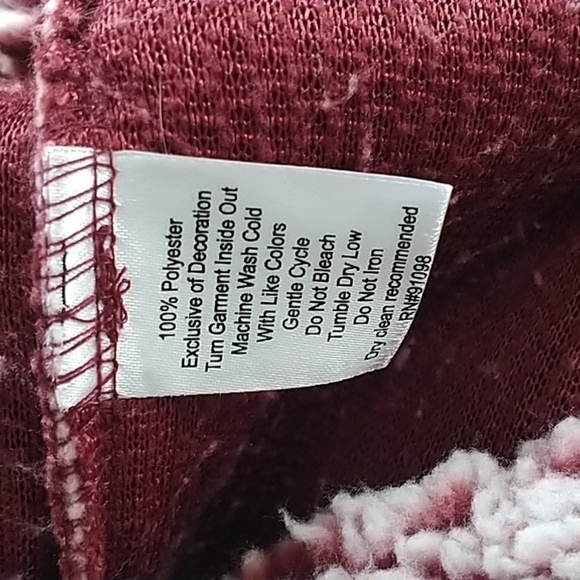 100% Polyester
Exclusive of Decoration
Turn Garment Inside Out
Machine Wash Cold
With Like Colors
Gentle Cycle
Do Not Bleach
Tumble Dry Low
Do Not Iron
Dry clean recommended
RN#91098